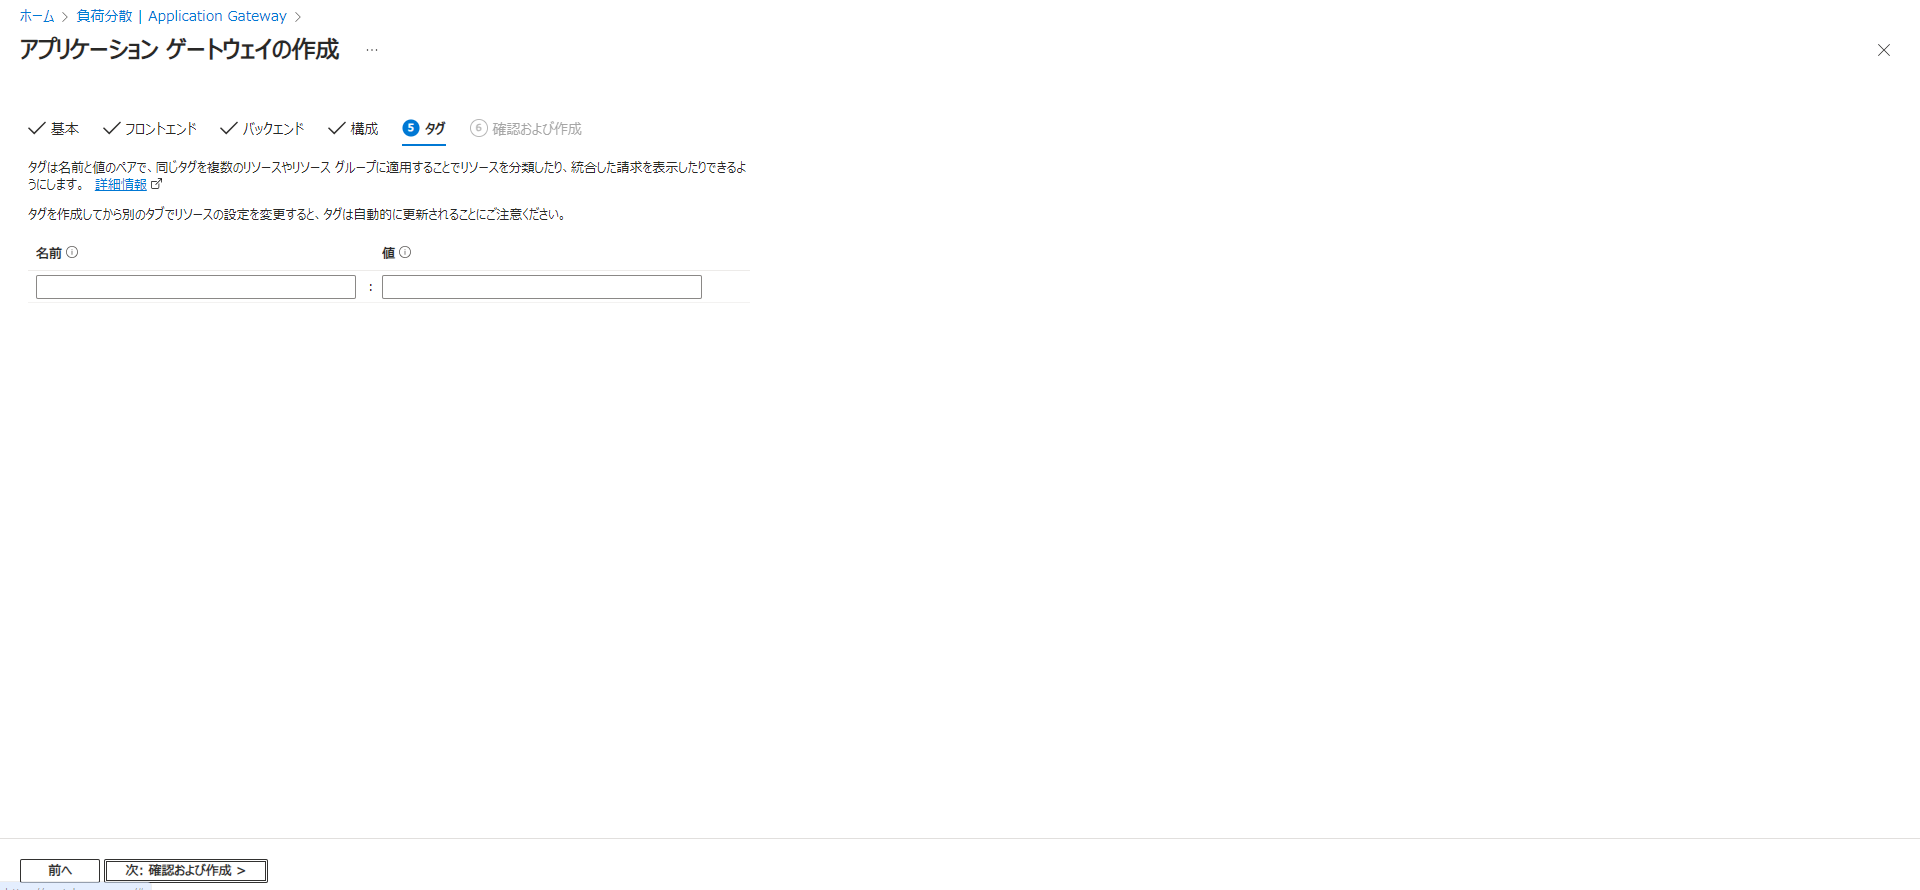 ホーム > 負荷分散 | Application Gateway >
アプリケーション ゲートウェイの作成 …
基本 フロントエンド バックエンド 構成 5 タグ 6 確認および作成
タグは名前と値のペアで、同じタグを複数のリソースやリソース グループに適用することでリソースを分類したり、統合した請求を表示したりできるよ
うにします。 詳細情報
タグを作成してから別のタブでリソースの設定を変更すると、タグは自動的に更新されることにご注意ください。
名前 値
:
前へ 次: 確認および作成 >